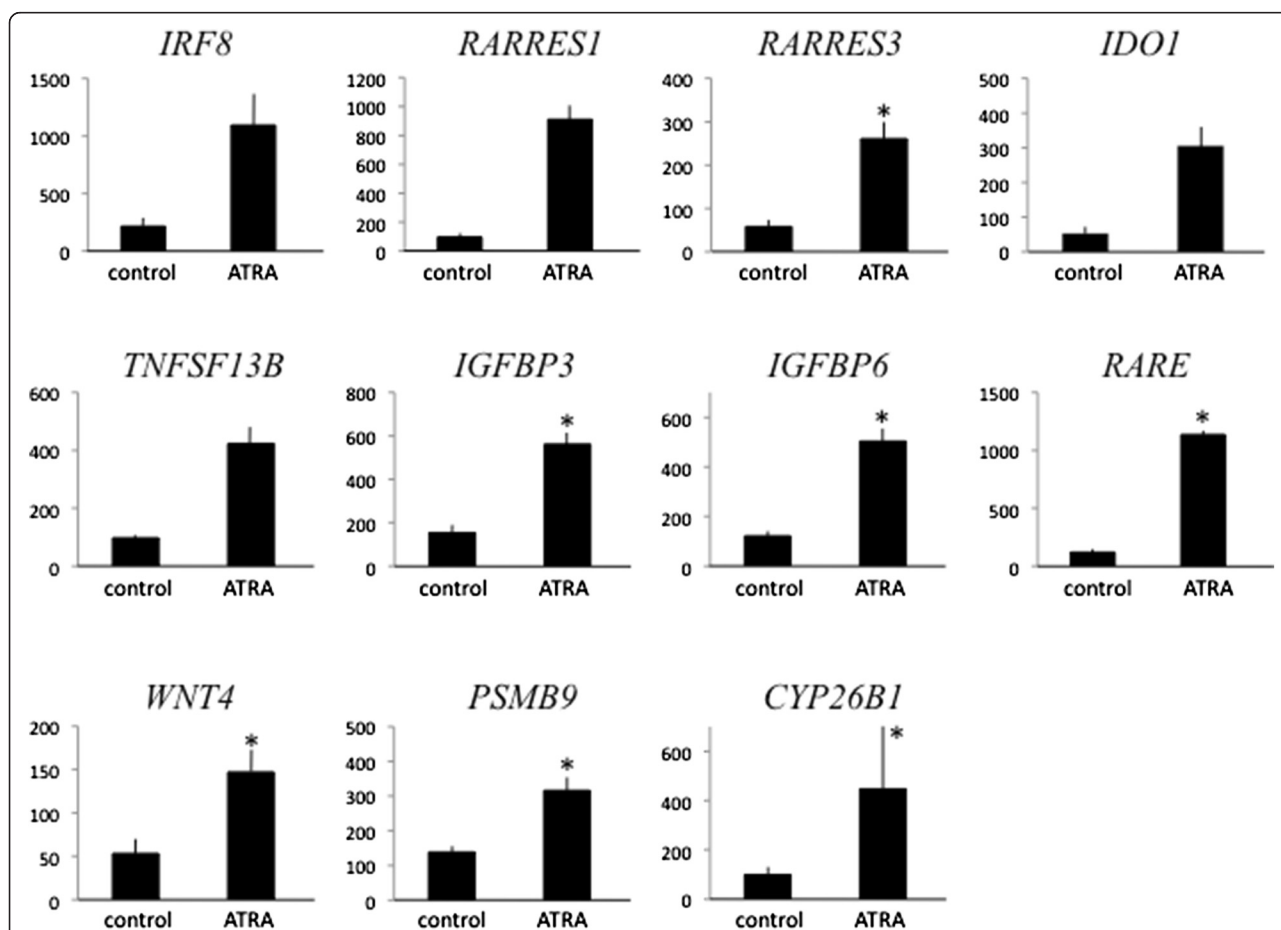 IRF8 RARRES1 RARRES3 IDO1
1500 1200 400 500
1000 1000 300 * 400
500 800 200 300
0 600 100 200
400 0 100
200 0
0
control ATRA control ATRA control ATRA control ATRA
TNFSF13B IGFBP3 IGFBP6 RARE
600 800 600 1500
400 600 * 400 * 1000 *
200 400 200 500
0 200 0 0
0
control ATRA control ATRA control ATRA control ATRA
WNT4 PSMB9 CYP26B1
200 500 600 *
150 * 400 * 400
100 300 200
50 200 0
0 100
0
control ATRA control ATRA control ATRA